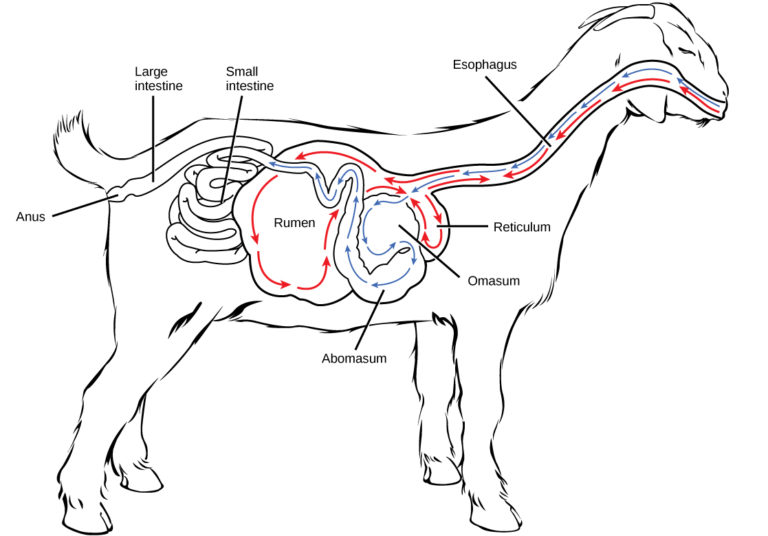 Esophagus
Large
intestine
Small
intestine
Anus
Rumen
Reticulum
Omasum
Abomasum